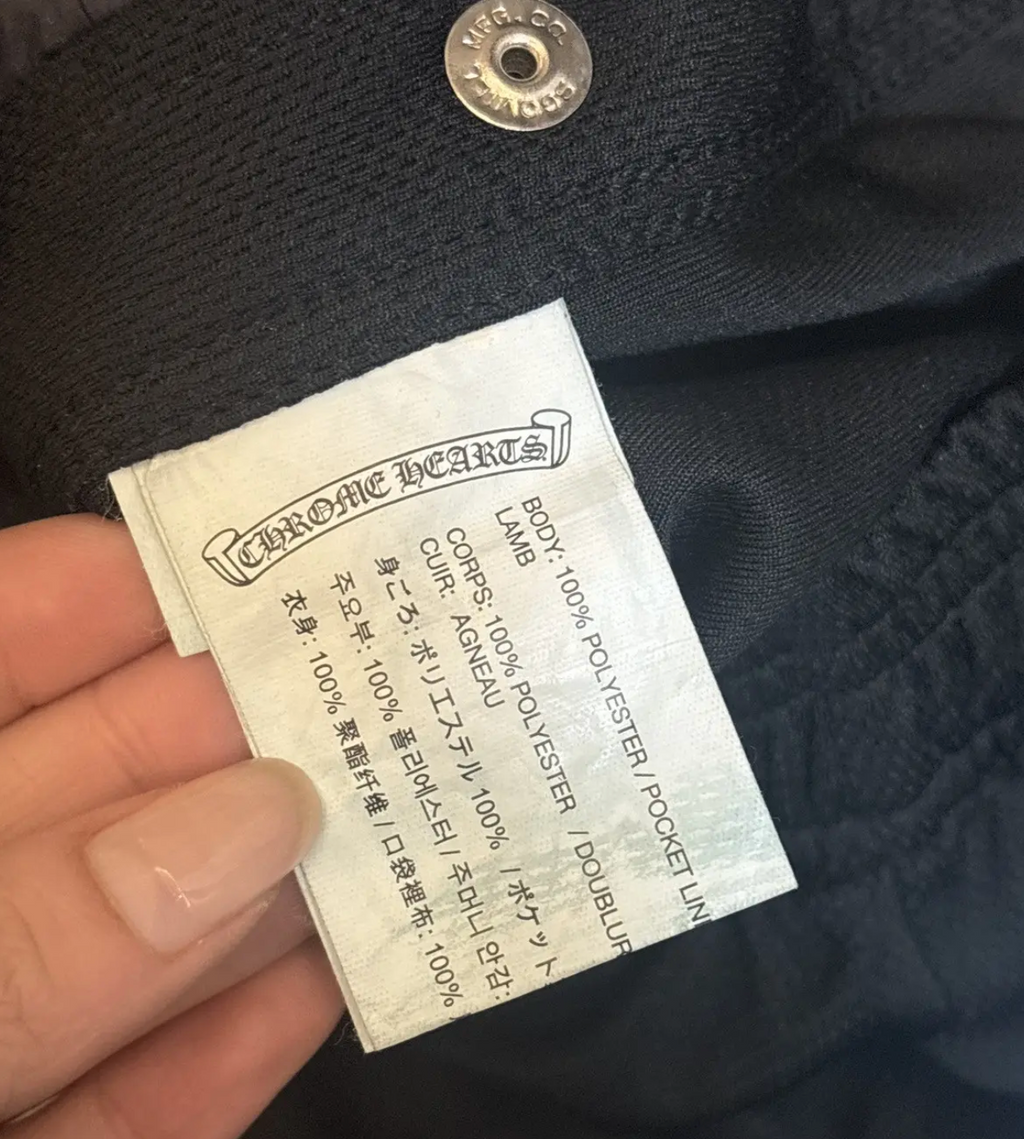 MFG. CO.
CHROME HEARTS
BODY: 100% POLYESTER / POCKET LIN
LAMB
CORPS: 100% POLYESTER / DOUBLUR
CUIR: AGNEAU
身ごろ: ポリエステル 100% / ポケット
주요부: 100% 폴리에스터 / 주머니 안감:
衣身: 100% 聚酯纤维 / 口袋裡布: 100%